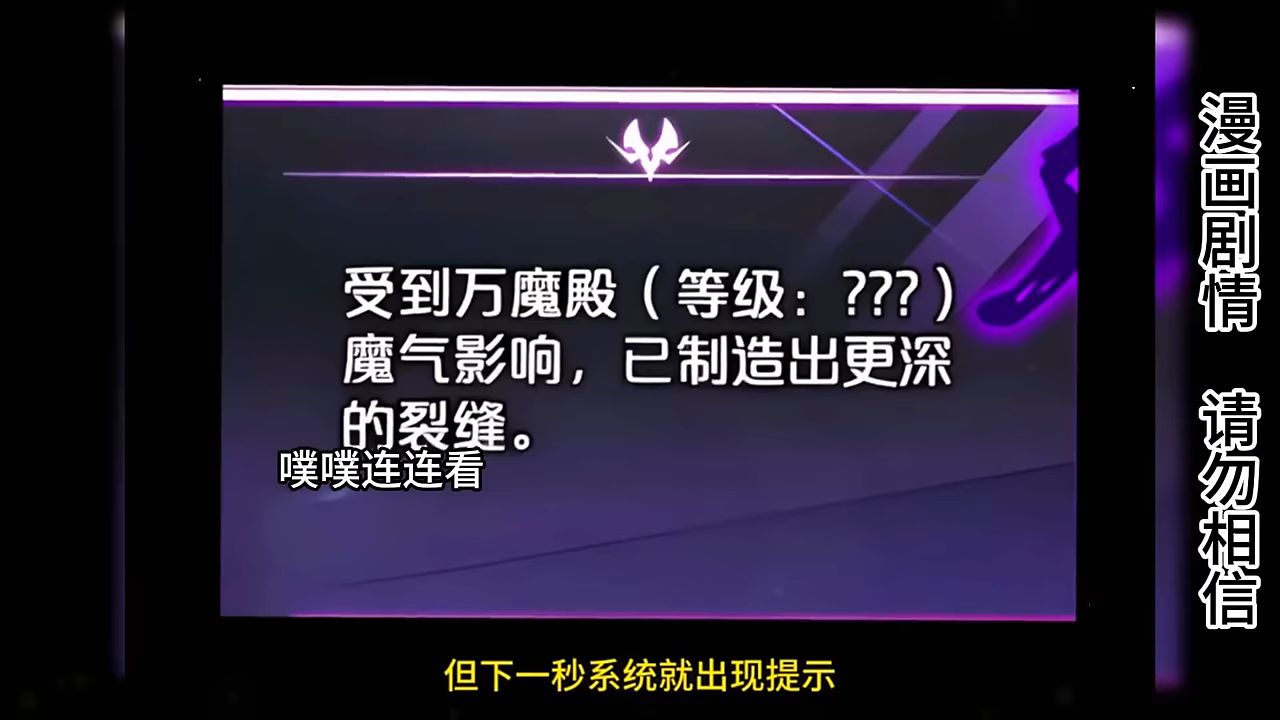 受到万魔殿（等级：???）
魔气影响，已制造出更深
的裂缝。
噗噗连连看
但下一秒系统就出现提示
漫画剧情 请勿相信